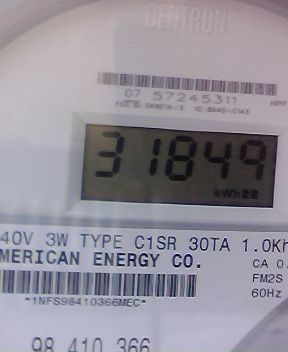 CENTRON
07 57245311
HPP
31849
kWh
40V 3W TYPE C1SR 30TA 1.0Kh
MERICAN ENERGY CO.
CA 0.
FM2S
60Hz
*1NFS98410366MEC*
98 410 366